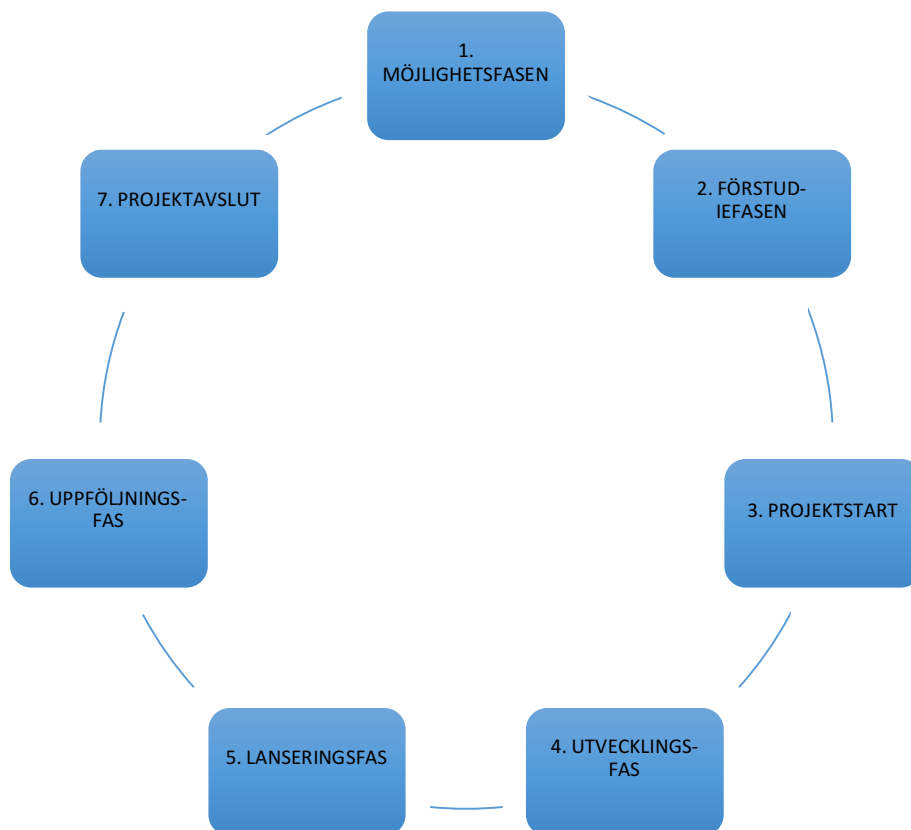 1.
MÖJLIGHETSFASEN
2. FÖRSTUD-
IEFASEN
3. PROJEKTSTART
4. UTVECKLINGS-
FAS
5. LANSERINGSFAS
6. UPPFÖLJNINGS-
FAS
7. PROJEKTAVSLUT